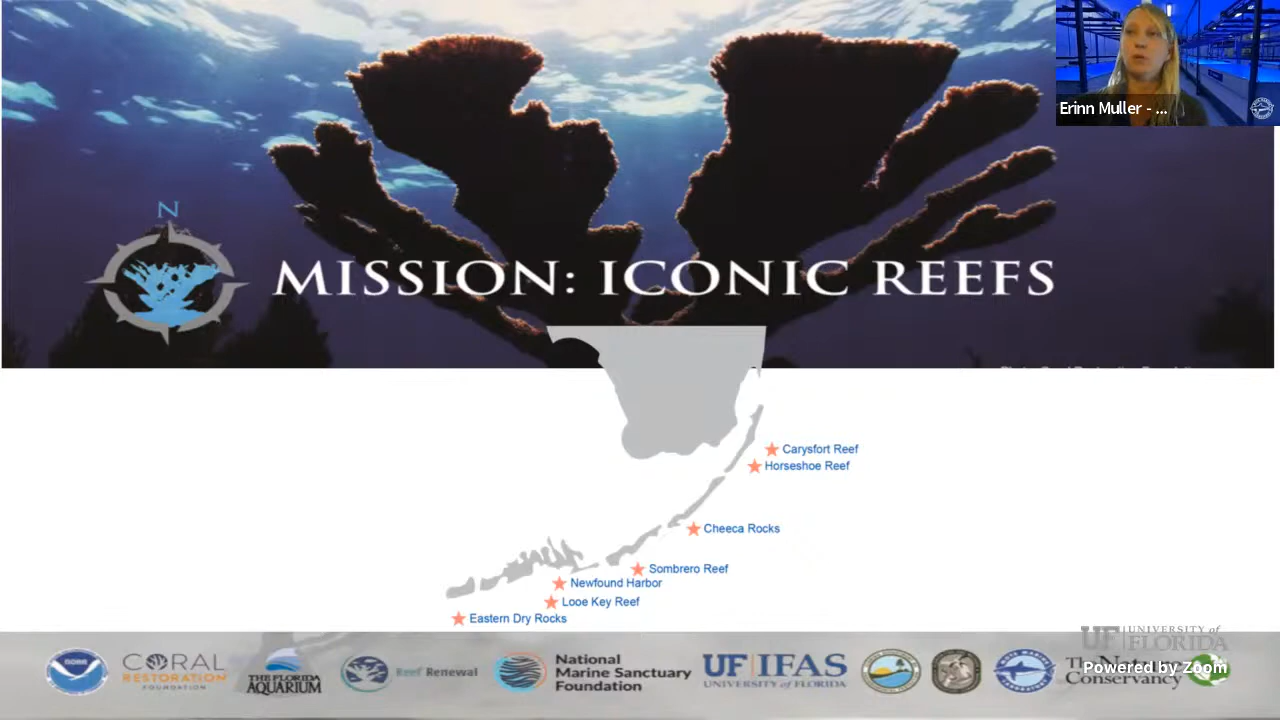 Erinn Muller - ...
N
MISSION: ICONIC REEFS
Carysfort Reef
Horseshoe Reef
Cheeca Rocks
Sombrero Reef
Newfound Harbor
Looe Key Reef
Eastern Dry Rocks
UF UNIVERSITY of
FLORIDA
NOAA
CORAL
RESTORATION
FOUNDATION
THE FLORIDA
AQUARIUM
Reef Renewal
National
Marine Sanctuary
Foundation
UF|IFAS
UNIVERSITY of FLORIDA
Conservancy
Powered by Zoom